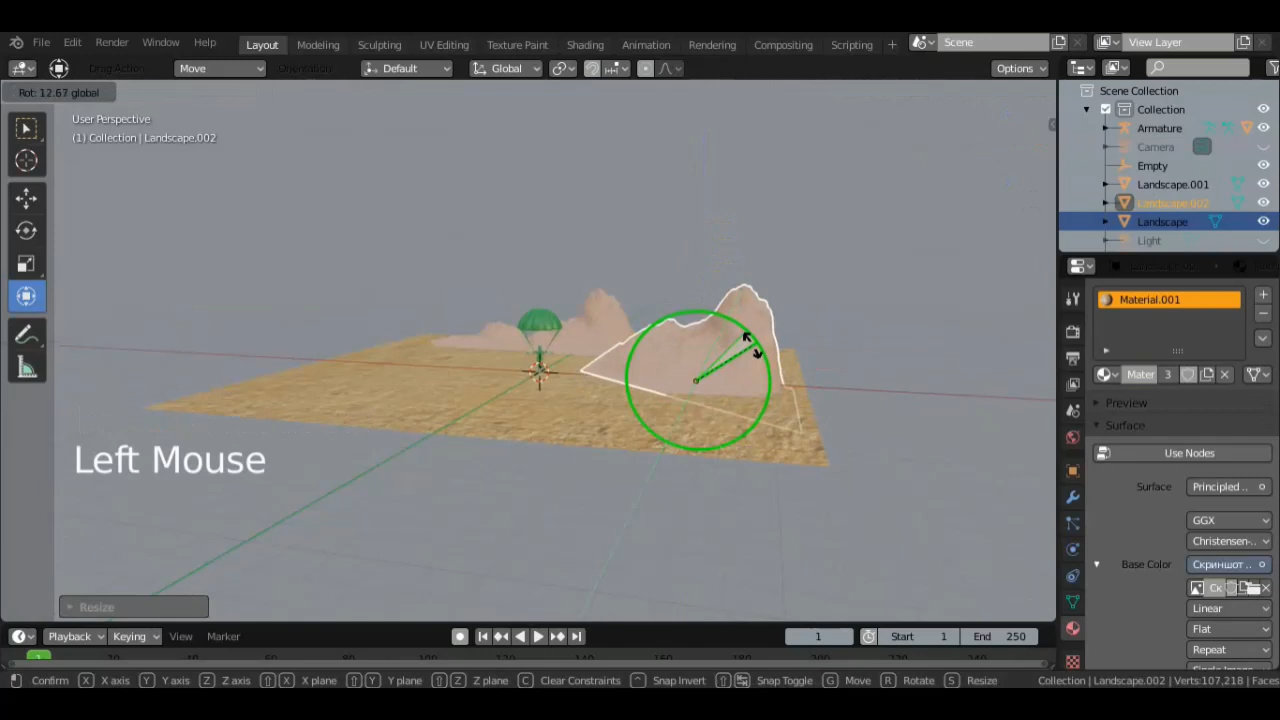 File Edit Render Window Help Layout Modeling Sculpting UV Editing Texture Paint Shading Animation Rendering Compositing Scripting + Scene View Layer
Move Default Global Options
Rot: 12.67 global
User Perspective
(1) Collection | Landscape.002
Scene Collection
Collection
Armature
Camera
Empty
Landscape.001
Landscape.002
Landscape
Light
Material.001
Mater 3
Preview
Surface
Use Nodes
Surface Principled ..
GGX
Christensen-..
Base Color Скриншот ..
Ск
Linear
Flat
Repeat
Left Mouse
Resize
Playback Keying View Marker 1 Start 1 End 250
1
Confirm X X axis Y Y axis Z Z axis X X plane Y Y plane Z Z plane C Clear Constraints Snap Invert Snap Toggle G Move R Rotate S Resize Collection | Landscape.002 | Verts:107,218 | Faces